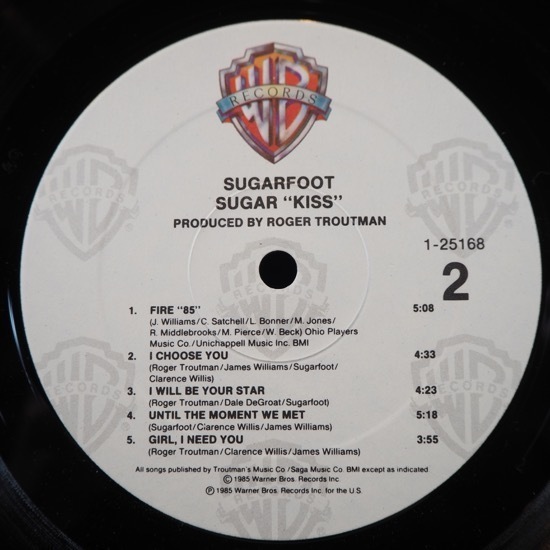 WB
RECORDS
SUGARFOOT
SUGAR "KISS"
PRODUCED BY ROGER TROUTMAN
1-25168
2
1. FIRE "85" 5:08
(J. Williams/C. Satchell/L. Bonner/M. Jones/
R. Middlebrooks/M. Pierce/W. Beck) Ohio Players
Music Co./Unichappell Music Inc. BMI
2. I CHOOSE YOU 4:33
(Roger Troutman/James Williams/Sugarfoot/
Clarence Willis)
3. I WILL BE YOUR STAR 4:23
(Roger Troutman/Dale DeGroat/Sugarfoot)
4. UNTIL THE MOMENT WE MET 5:18
(Sugarfoot/Clarence Willis/James Williams)
5. GIRL, I NEED YOU 3:55
(Roger Troutman/Clarence Willis/James Williams)
All songs published by Troutman's Music Co./Saga Music Co. BMI except as indicated
© 1985 Warner Bros. Records Inc.
℗ 1985 Warner Bros. Records Inc. for the U.S.